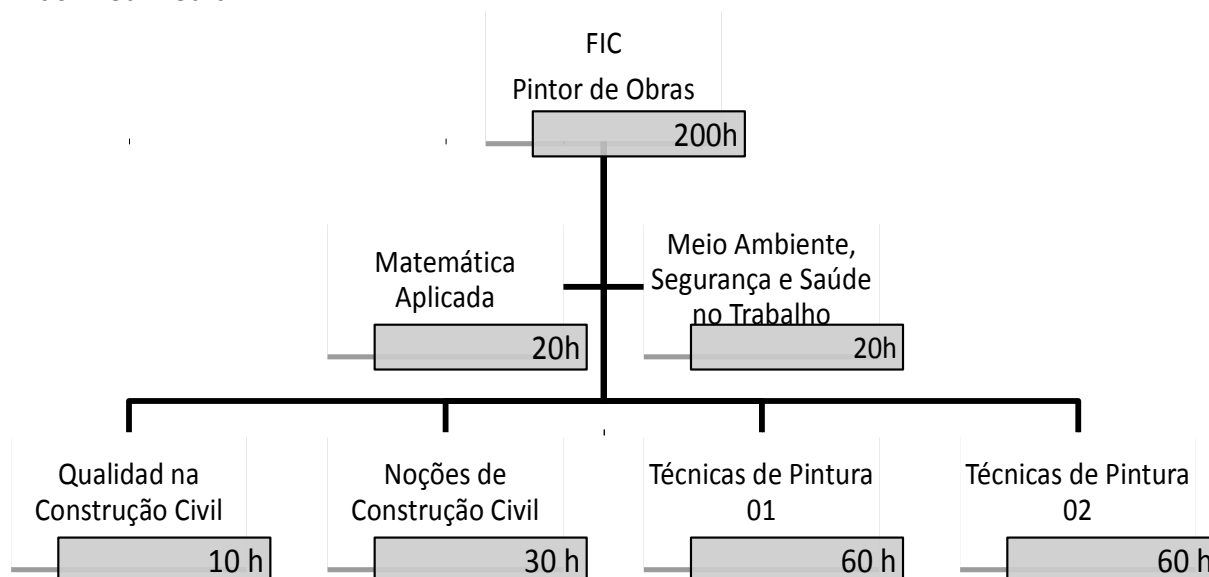 FIC
Pintor de Obras
200h
Matemática
Aplicada
20h
Meio Ambiente,
Segurança e Saúde
no Trabalho
20h
Qualidad na
Construção Civil
10 h
Noções de
Construção Civil
30 h
Técnicas de Pintura
01
60 h
Técnicas de Pintura
02
60 h